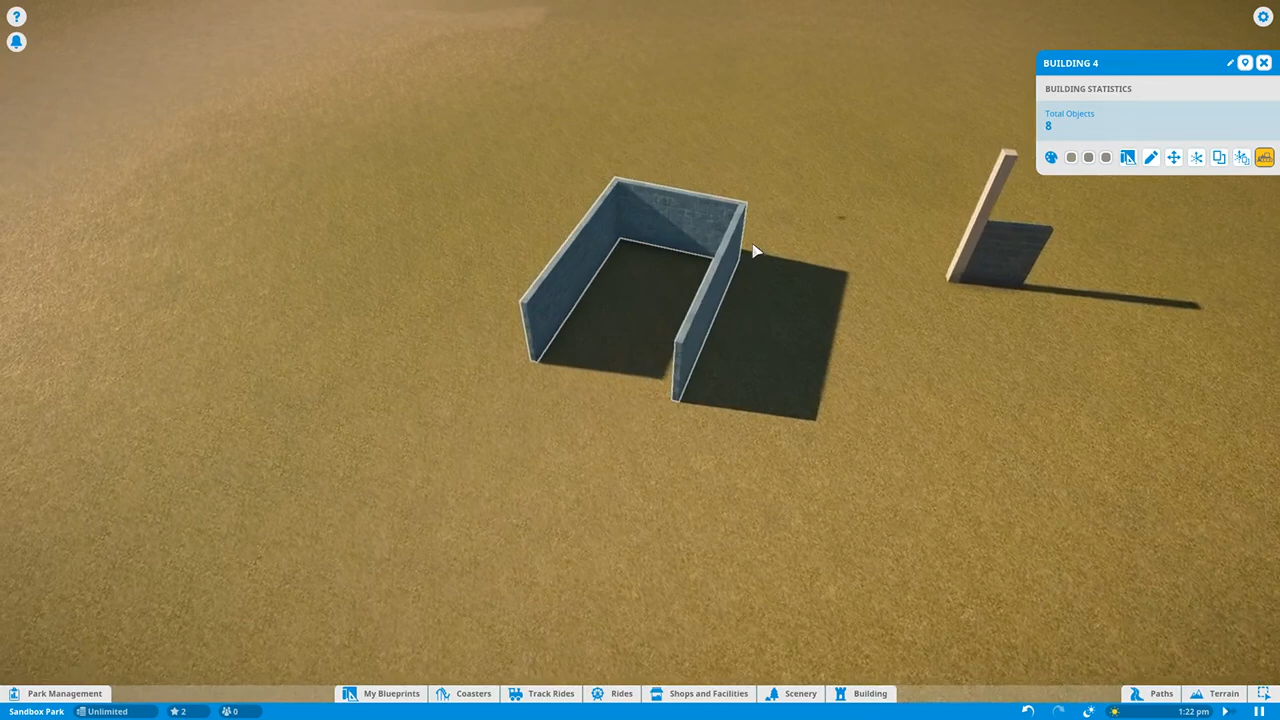 ?
BUILDING 4
BUILDING STATISTICS
Total Objects
8
Park Management
My Blueprints
Coasters
Track Rides
Rides
Shops and Facilities
Scenery
Building
Paths
Terrain
Sandbox Park
Unlimited
2
0
1:22 pm